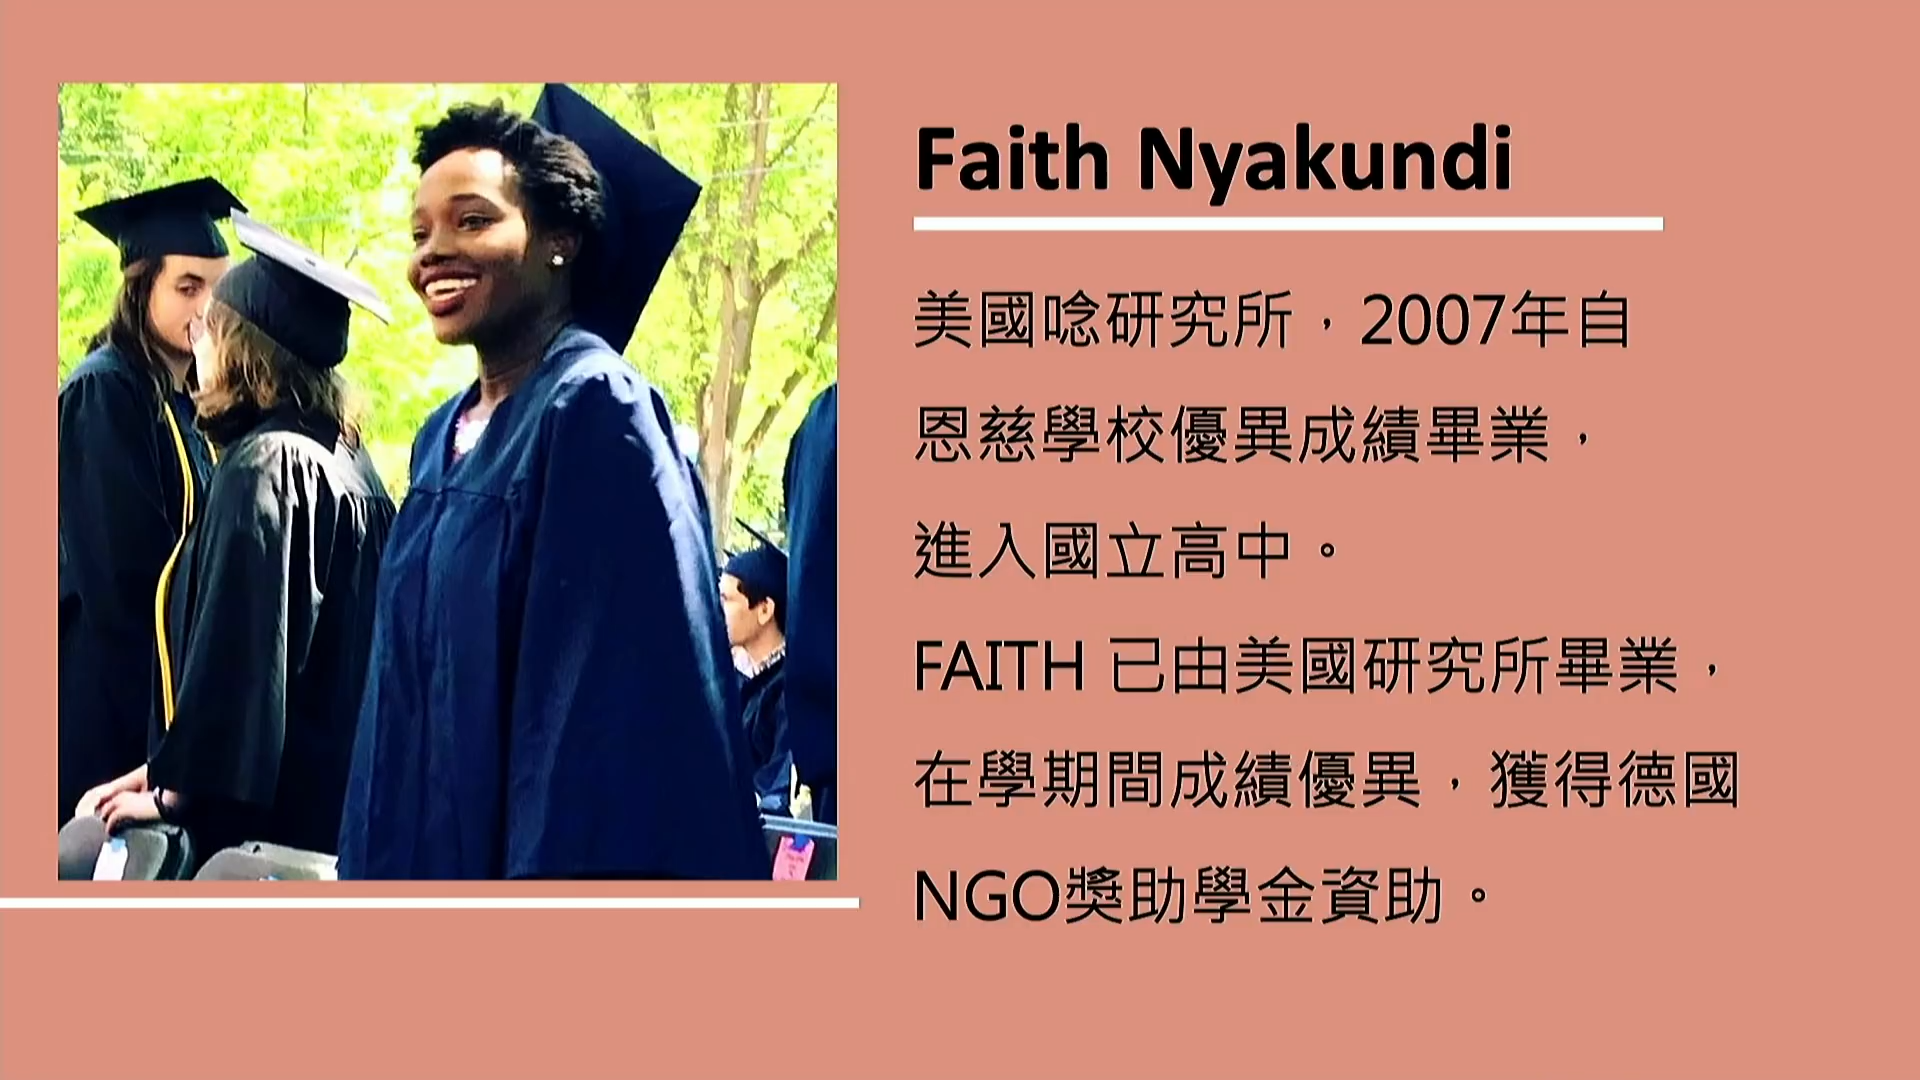 Faith Nyakundi
美國唸研究所，2007年自
恩慈學校優異成績畢業，
進入國立高中。
FAITH 已由美國研究所畢業，
在學期間成績優異，獲得德國
NGO獎助學金資助。